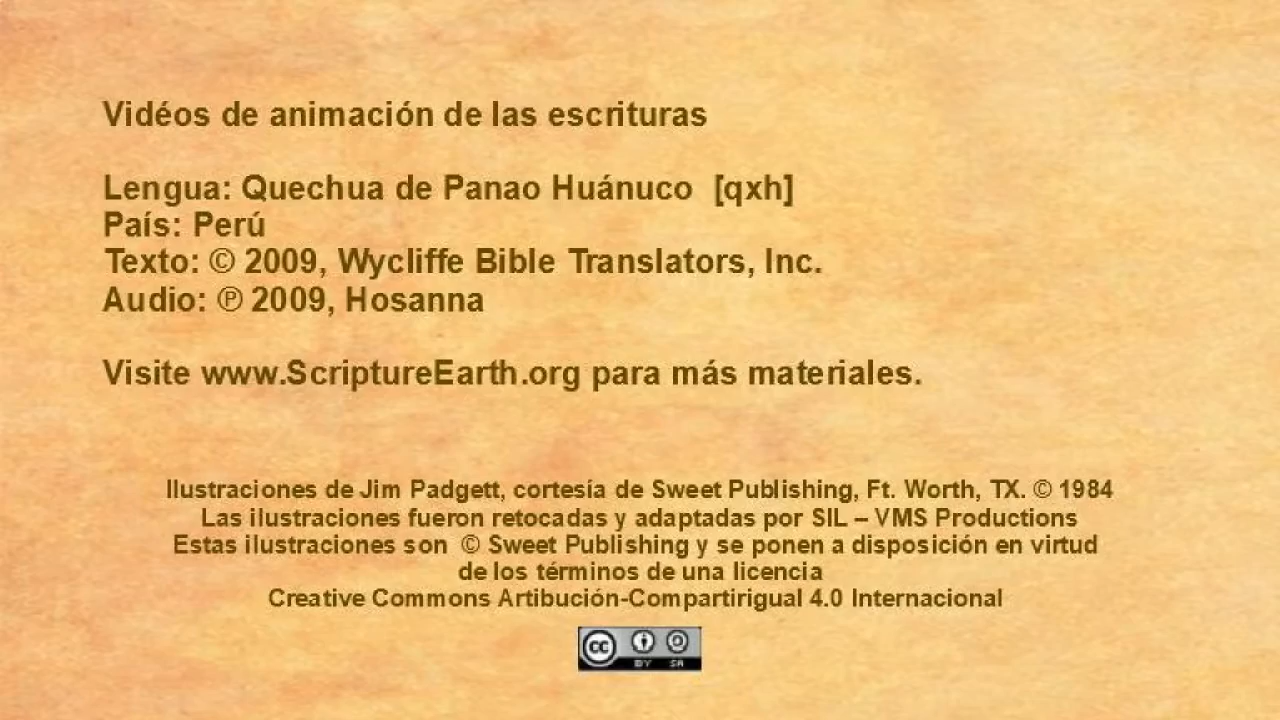 Vidéos de animación de las escrituras
Lengua: Quechua de Panao Huánuco [qxh]
País: Perú
Texto: © 2009, Wycliffe Bible Translators, Inc.
Audio: ℗ 2009, Hosanna
Visite www.ScriptureEarth.org para más materiales.
Ilustraciones de Jim Padgett, cortesía de Sweet Publishing, Ft. Worth, TX. © 1984
Las ilustraciones fueron retocadas y adaptadas por SIL – VMS Productions
Estas ilustraciones son © Sweet Publishing y se ponen a disposición en virtud
de los términos de una licencia
Creative Commons Artibución-Compartirigual 4.0 Internacional
cc BY SA